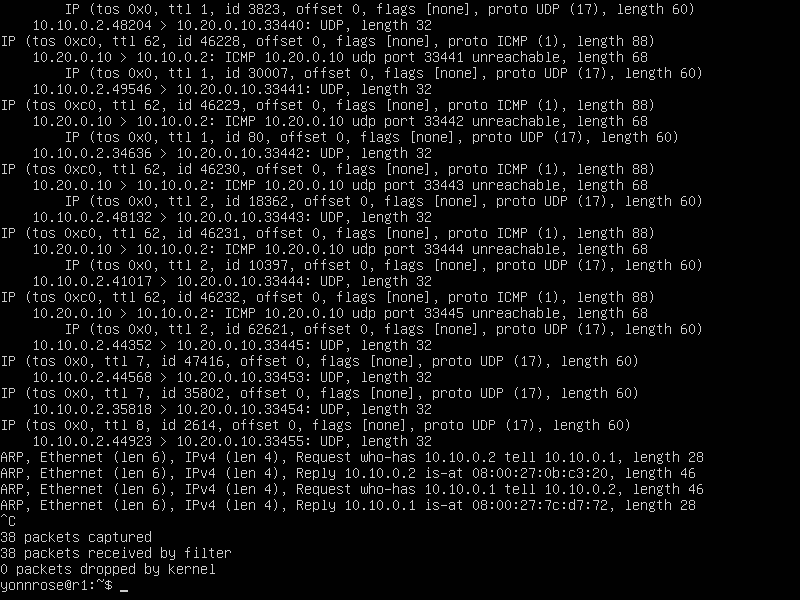 IP (tos 0x0, ttl 1, id 3823, offset 0, flags [none], proto UDP (17), length 60)
10.10.0.2.48204 > 10.20.0.10.33440: UDP, length 32
IP (tos 0xc0, ttl 62, id 46228, offset 0, flags [none], proto ICMP (1), length 88)
10.20.0.10 > 10.10.0.2: ICMP 10.20.0.10 udp port 33441 unreachable, length 68
IP (tos 0x0, ttl 1, id 30007, offset 0, flags [none], proto UDP (17), length 60)
10.10.0.2.49546 > 10.20.0.10.33441: UDP, length 32
IP (tos 0xc0, ttl 62, id 46229, offset 0, flags [none], proto ICMP (1), length 88)
10.20.0.10 > 10.10.0.2: ICMP 10.20.0.10 udp port 33442 unreachable, length 68
IP (tos 0x0, ttl 1, id 80, offset 0, flags [none], proto UDP (17), length 60)
10.10.0.2.34636 > 10.20.0.10.33442: UDP, length 32
IP (tos 0xc0, ttl 62, id 46230, offset 0, flags [none], proto ICMP (1), length 88)
10.20.0.10 > 10.10.0.2: ICMP 10.20.0.10 udp port 33443 unreachable, length 68
IP (tos 0x0, ttl 2, id 18362, offset 0, flags [none], proto UDP (17), length 60)
10.10.0.2.48132 > 10.20.0.10.33443: UDP, length 32
IP (tos 0xc0, ttl 62, id 46231, offset 0, flags [none], proto ICMP (1), length 88)
10.20.0.10 > 10.10.0.2: ICMP 10.20.0.10 udp port 33444 unreachable, length 68
IP (tos 0x0, ttl 2, id 10397, offset 0, flags [none], proto UDP (17), length 60)
10.10.0.2.41017 > 10.20.0.10.33444: UDP, length 32
IP (tos 0xc0, ttl 62, id 46232, offset 0, flags [none], proto ICMP (1), length 88)
10.20.0.10 > 10.10.0.2: ICMP 10.20.0.10 udp port 33445 unreachable, length 68
IP (tos 0x0, ttl 2, id 62621, offset 0, flags [none], proto UDP (17), length 60)
10.10.0.2.44352 > 10.20.0.10.33445: UDP, length 32
IP (tos 0x0, ttl 7, id 47416, offset 0, flags [none], proto UDP (17), length 60)
10.10.0.2.44568 > 10.20.0.10.33453: UDP, length 32
IP (tos 0x0, ttl 7, id 35802, offset 0, flags [none], proto UDP (17), length 60)
10.10.0.2.35818 > 10.20.0.10.33454: UDP, length 32
IP (tos 0x0, ttl 8, id 2614, offset 0, flags [none], proto UDP (17), length 60)
10.10.0.2.44923 > 10.20.0.10.33455: UDP, length 32
ARP, Ethernet (len 6), IPv4 (len 4), Request who-has 10.10.0.2 tell 10.10.0.1, length 28
ARP, Ethernet (len 6), IPv4 (len 4), Reply 10.10.0.2 is-at 08:00:27:0b:c3:20, length 46
ARP, Ethernet (len 6), IPv4 (len 4), Request who-has 10.10.0.1 tell 10.10.0.2, length 46
ARP, Ethernet (len 6), IPv4 (len 4), Reply 10.10.0.1 is-at 08:00:27:7c:d7:72, length 28
^C
38 packets captured
38 packets received by filter
0 packets dropped by kernel
yonnrose@r1:~$ _